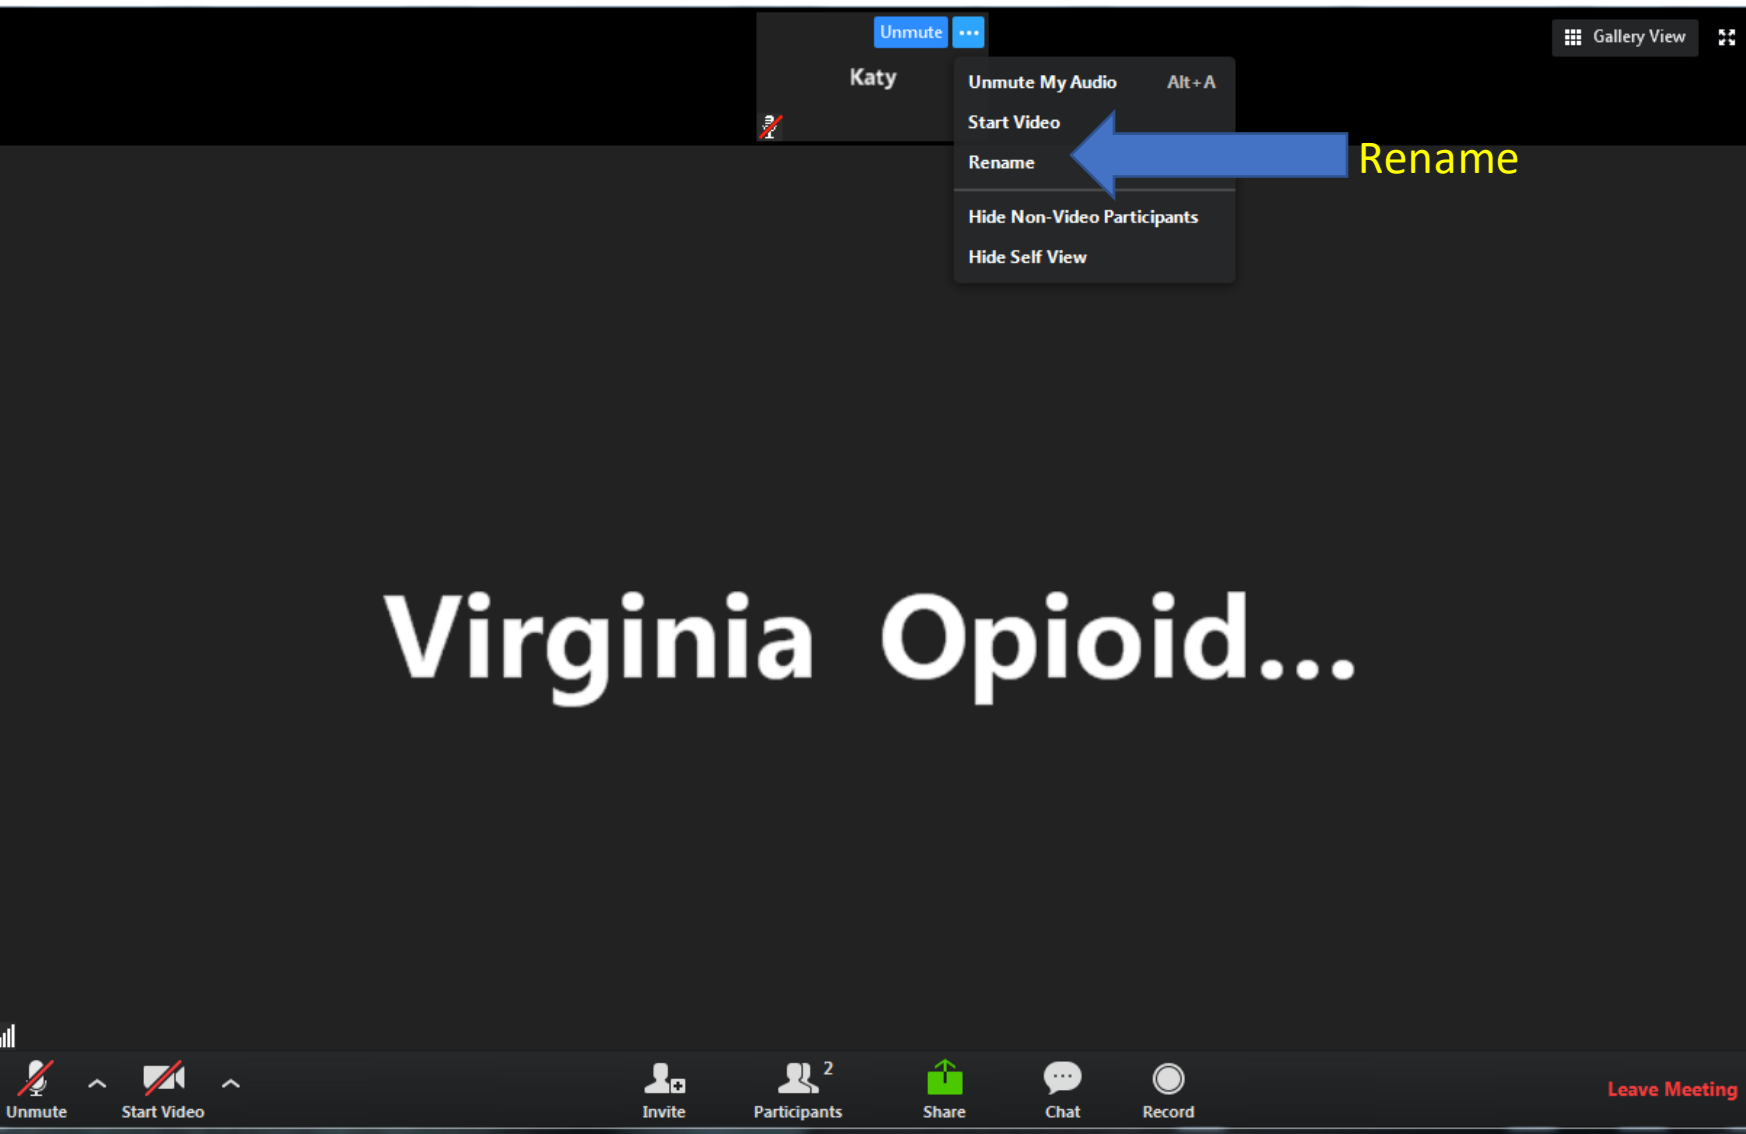 Unmute ...
Gallery View
Katy
Unmute My Audio Alt+A
Start Video
Rename
Rename
Hide Non-Video Participants
Hide Self View
Virginia Opioid...
2
Unmute
Start Video
Invite
Participants
Share
Chat
Record
Leave Meeting